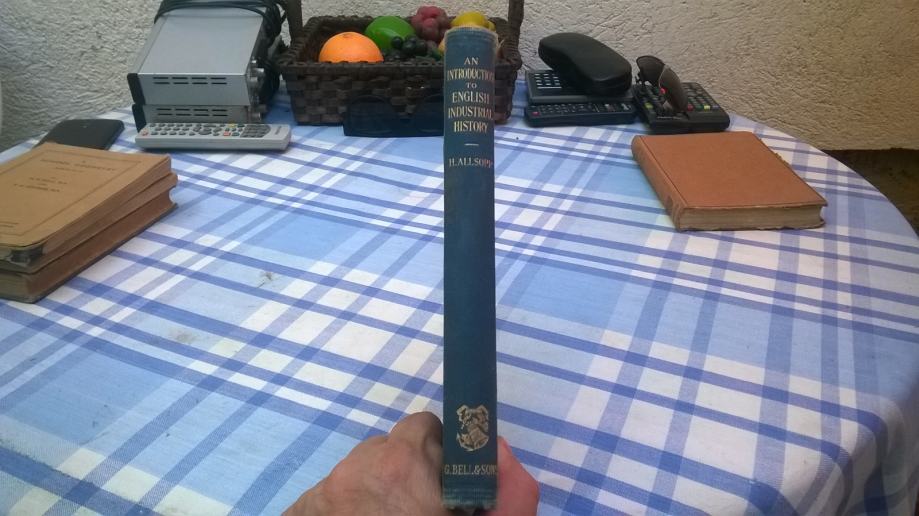 AN
INTRODUCTION
TO
ENGLISH
INDUSTRIAL
HISTORY
H. ALLSOPP
G. BELL & SONS